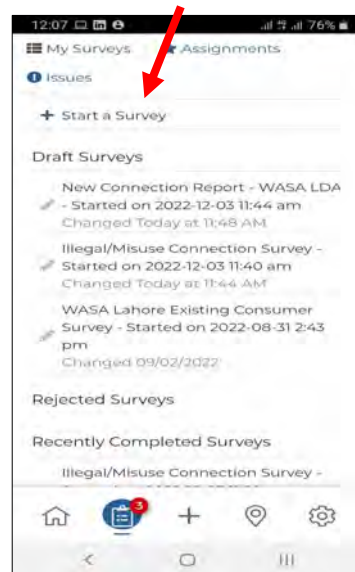 12:07 76%
My Surveys Assignments
Issues
+ Start a Survey
Draft Surveys
New Connection Report - WASA LDA
- Started on 2022-12-03 11:44 am
Changed Today at 11:48 AM
Illegal/Misuse Connection Survey -
Started on 2022-12-03 11:40 am
Changed Today at 11:44 AM
WASA Lahore Existing Consumer
Survey - Started on 2022-08-31 2:43
pm
Changed 09/02/2022
Rejected Surveys
Recently Completed Surveys
Illegal/Misuse Connection Survey -
3